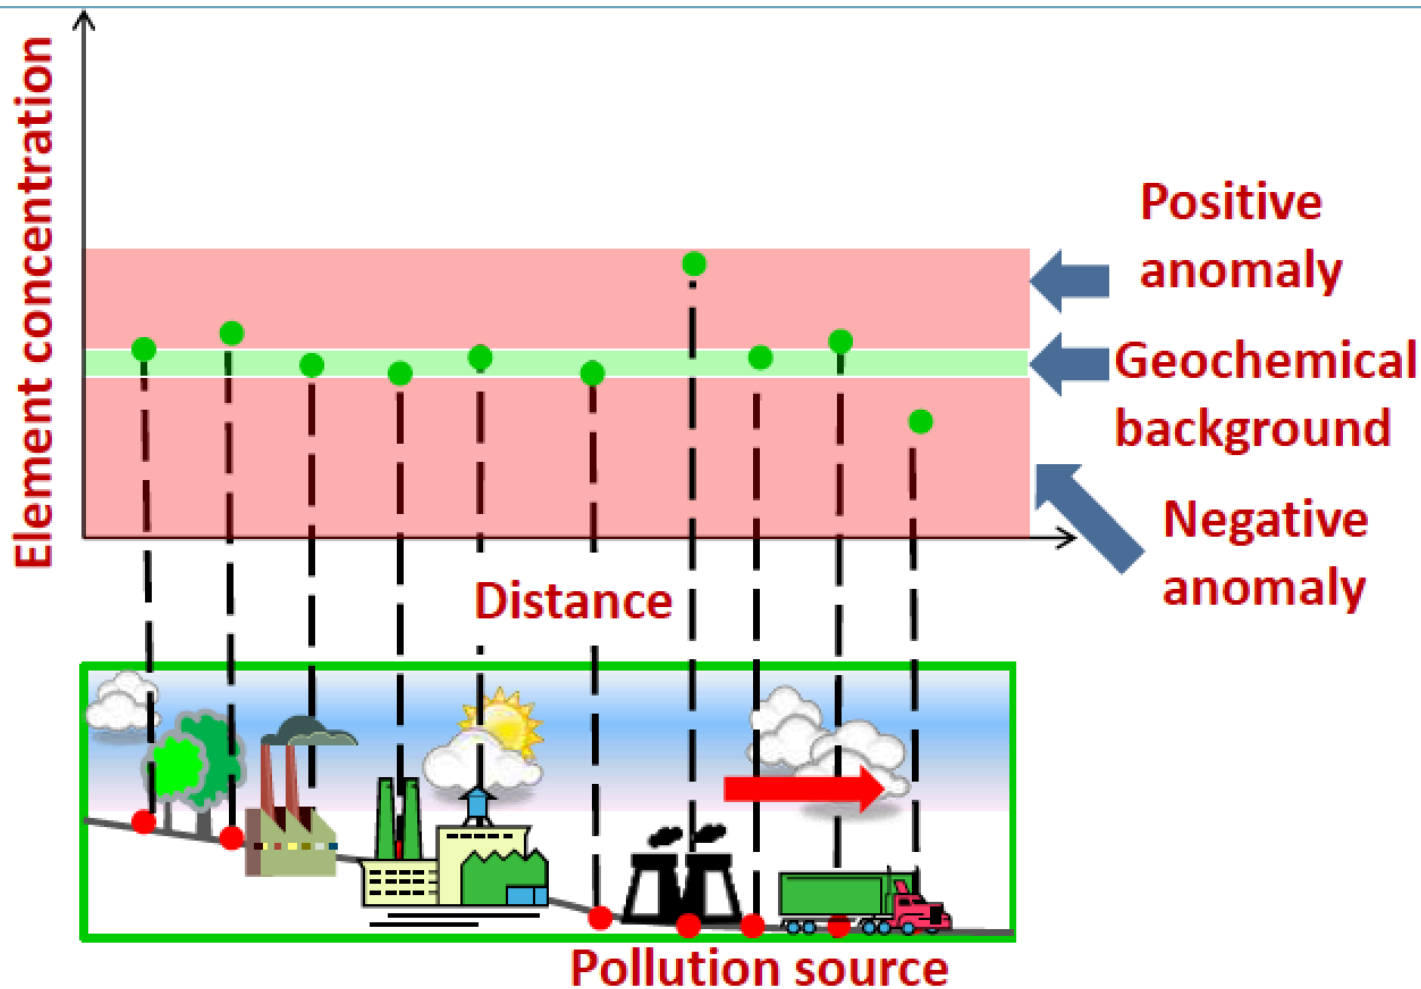 Element concentration
Positive
anomaly
Geochemical
background
Negative
anomaly
Distance
Pollution source